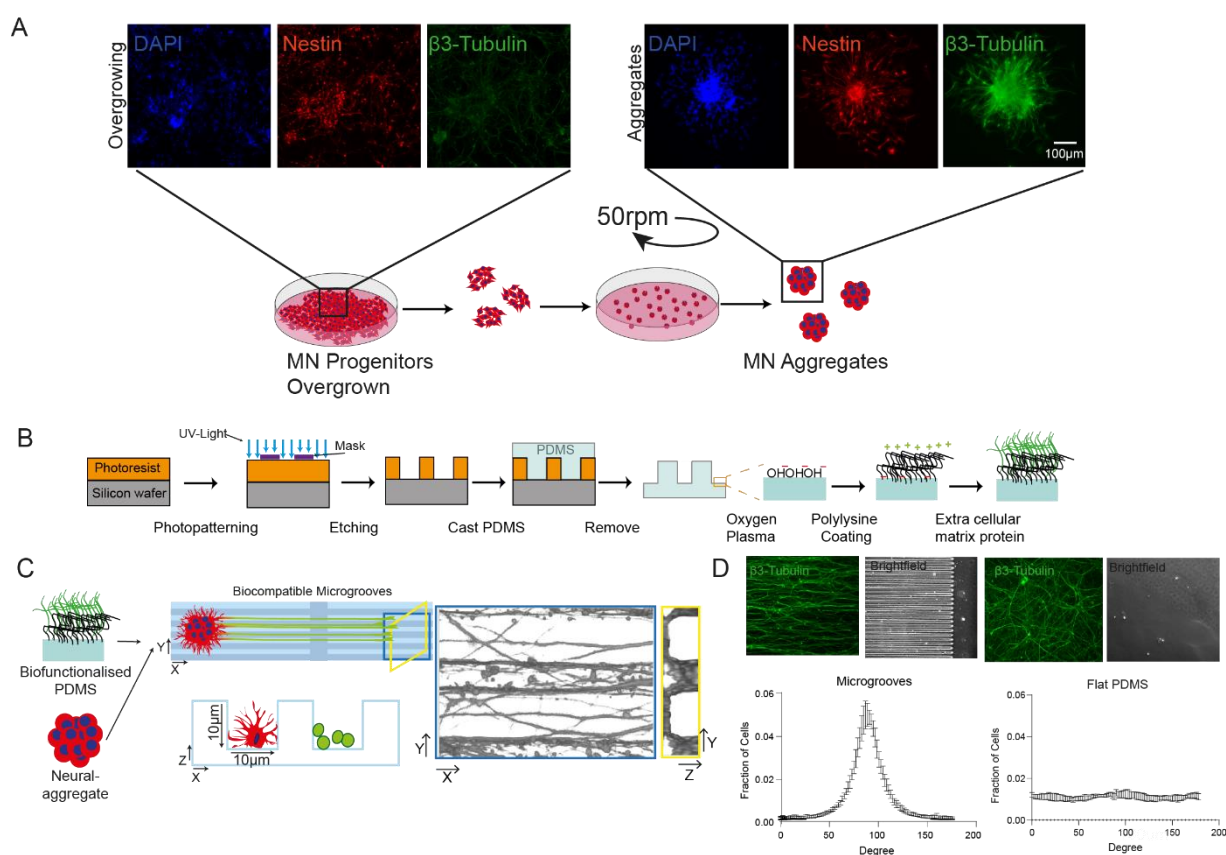 A
Overgrowing
DAPI
Nestin
β3-Tubulin
Aggregates
DAPI
Nestin
β3-Tubulin
100µm
50rpm
MN Progenitors
Overgrown
MN Aggregates
B
UV-Light
Mask
Photoresist
Silicon wafer
PDMS
OHOHOH
+ + + + + + +
Photopatterning
Etching
Cast PDMS
Remove
Oxygen
Plasma
Polylysine
Coating
Extra cellular
matrix protein
C
Biofunctionalised
PDMS
Neural-
aggregate
Biocompatible Microgrooves
Y
X
10µm
10µm
Z
X
Y
X
Y
Z
D
β3-Tubulin
Brightfield
β3-Tubulin
Brightfield
Microgrooves
Fraction of Cells
0.06
0.04
0.02
0.00
0 50 100 150 200
Degree
Flat PDMS
Fraction of Cells
0.06
0.04
0.02
0.00
0 50 100 150 200
Degree